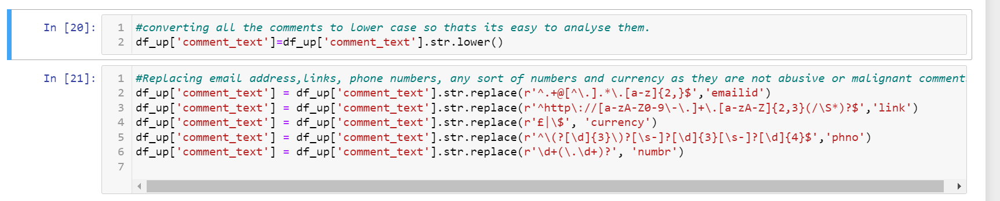 In [20]:
1 #converting all the comments to lower case so thats its easy to analyse them.
2 df_up['comment_text']=df_up['comment_text'].str.lower()
In [21]:
1 #Replacing email address,links, phone numbers, any sort of numbers and currency as they are not abusive or malignant comment
2 df_up['comment_text'] = df_up['comment_text'].str.replace(r'^.+@[^\.].*\.[a-z]{2,}$','emailid')
3 df_up['comment_text'] = df_up['comment_text'].str.replace(r'^http\://[a-zA-Z0-9\-\.]+\.[a-zA-Z]{2,3}(/\S*)?$','link')
4 df_up['comment_text'] = df_up['comment_text'].str.replace(r'£|\$', 'currency')
5 df_up['comment_text'] = df_up['comment_text'].str.replace(r'^\(?[\d]{3}\)?[\s-]?[\d]{3}[\s-]?[\d]{4}$','phno')
6 df_up['comment_text'] = df_up['comment_text'].str.replace(r'\d+(\.\d+)?', 'numbr')
7